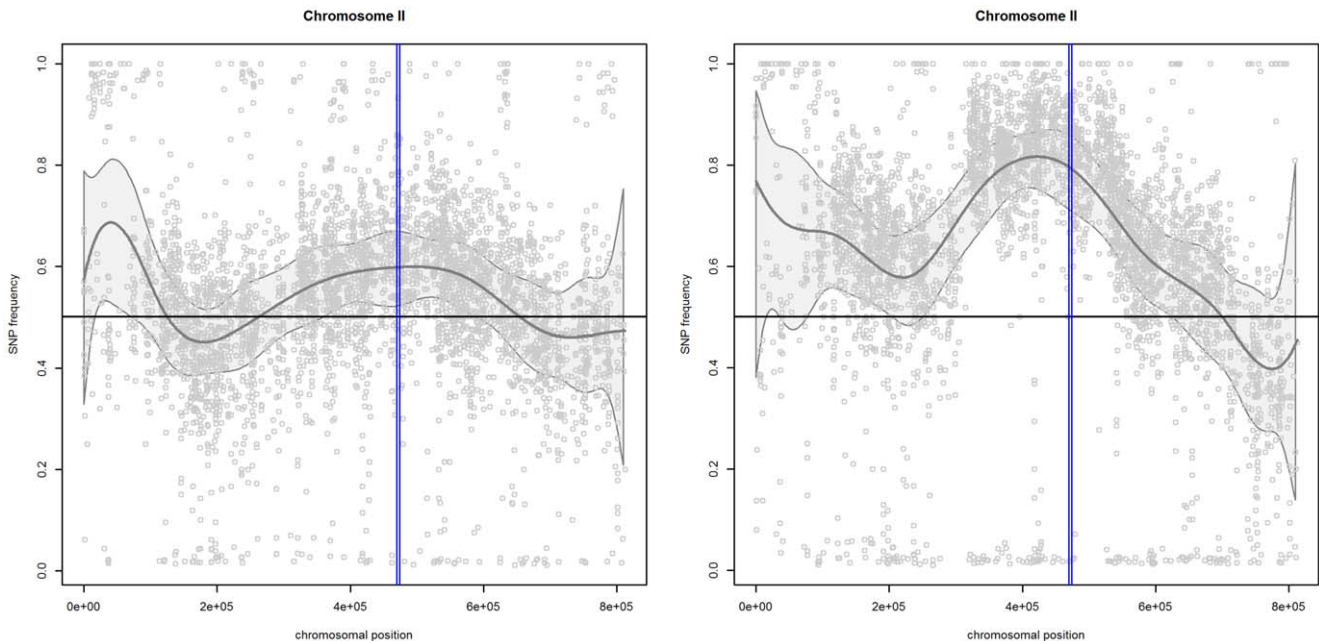 Chromosome II
SNP frequency
1.0
0.8
0.6
0.4
0.2
0.0
0e+00 2e+05 4e+05 6e+05 8e+05
chromosomal position
Chromosome II
SNP frequency
1.0
0.8
0.6
0.4
0.2
0.0
0e+00 2e+05 4e+05 6e+05 8e+05
chromosomal position